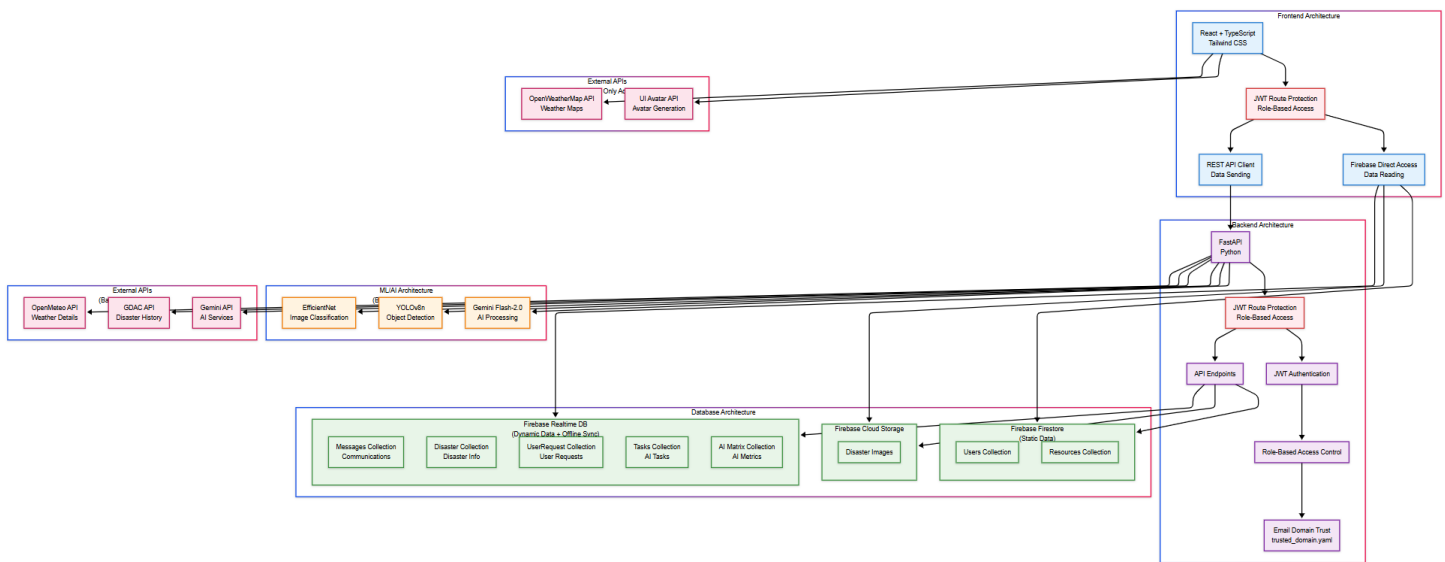 Frontend Architecture
React + TypeScript
Tailwind CSS
JWT Route Protection
Role-Based Access
REST API Client
Data Sending
Firebase Direct Access
Data Reading
External APIs
Only
OpenWeatherMap API
Weather Maps
UI Avatar API
Avatar Generation
Backend Architecture
FastAPI
Python
JWT Route Protection
Role-Based Access
API Endpoints
JWT Authentication
Role-Based Access Control
Email Domain Trust
trusted_domain.yaml
External APIs
OpenMeteo API
Weather Details
GDAC API
Disaster History
Gemini API
AI Services
ML/AI Architecture
EfficientNet
Image Classification
YOLOv8n
Object Detection
Gemini Flash-2.0
AI Processing
Database Architecture
Firebase Realtime DB
(Dynamic Data + Offline Sync)
Messages Collection
Communications
Disaster Collection
Disaster Info
UserRequest Collection
User Requests
Tasks Collection
AI Tasks
AI Matrix Collection
AI Metrics
Firebase Cloud Storage
Disaster Images
Firebase Firestore
(Static Data)
Users Collection
Resources Collection